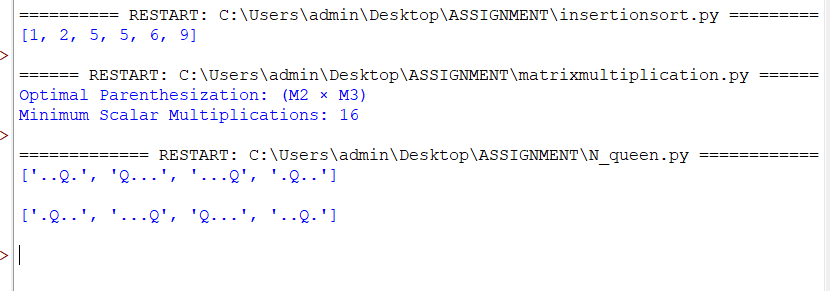 ========== RESTART: C:\Users\admin\Desktop\ASSIGNMENT\insertionsort.py =========
[1, 2, 5, 5, 6, 9]
>
====== RESTART: C:\Users\admin\Desktop\ASSIGNMENT\matrixmultiplication.py ======
Optimal Parenthesization: (M2 × M3)
Minimum Scalar Multiplications: 16
>
============= RESTART: C:\Users\admin\Desktop\ASSIGNMENT\N_queen.py ============
['..Q.', 'Q...', '...Q', '.Q..']
['.Q..', '...Q', 'Q...', '..Q.']
>